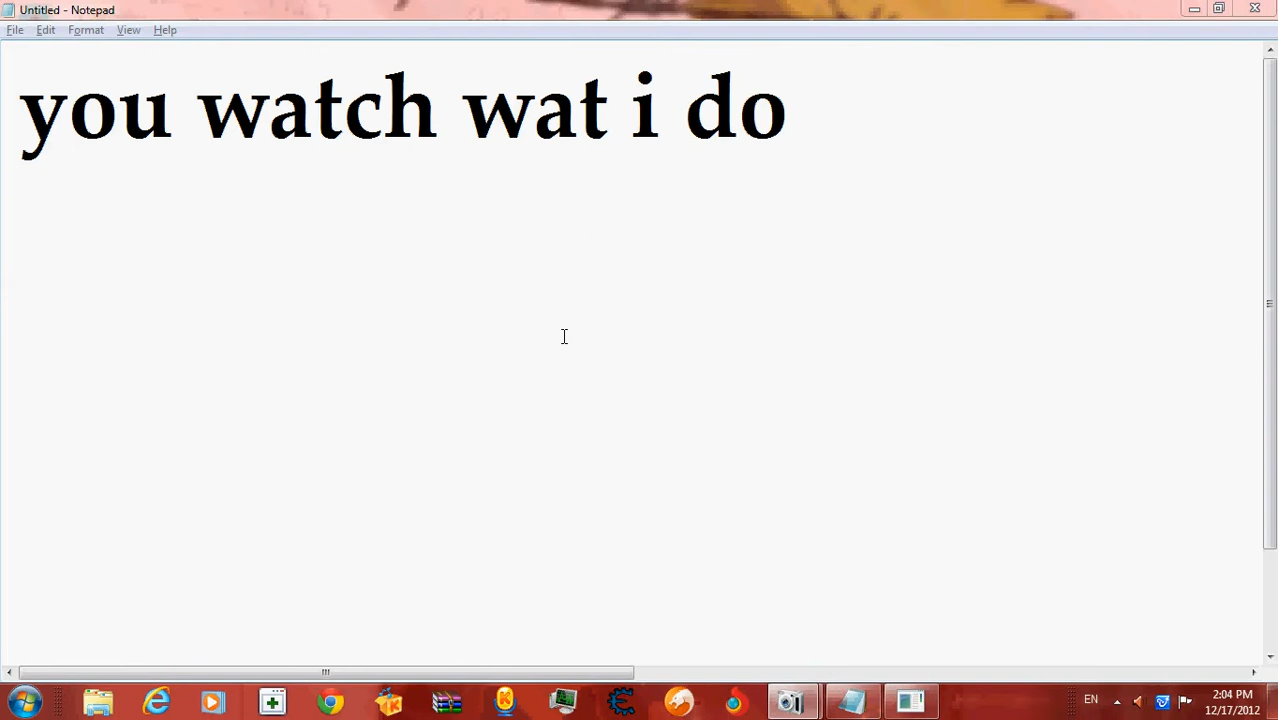 Untitled - Notepad
File Edit Format View Help
you watch wat i do
EN
2:04 PM
12/17/2012